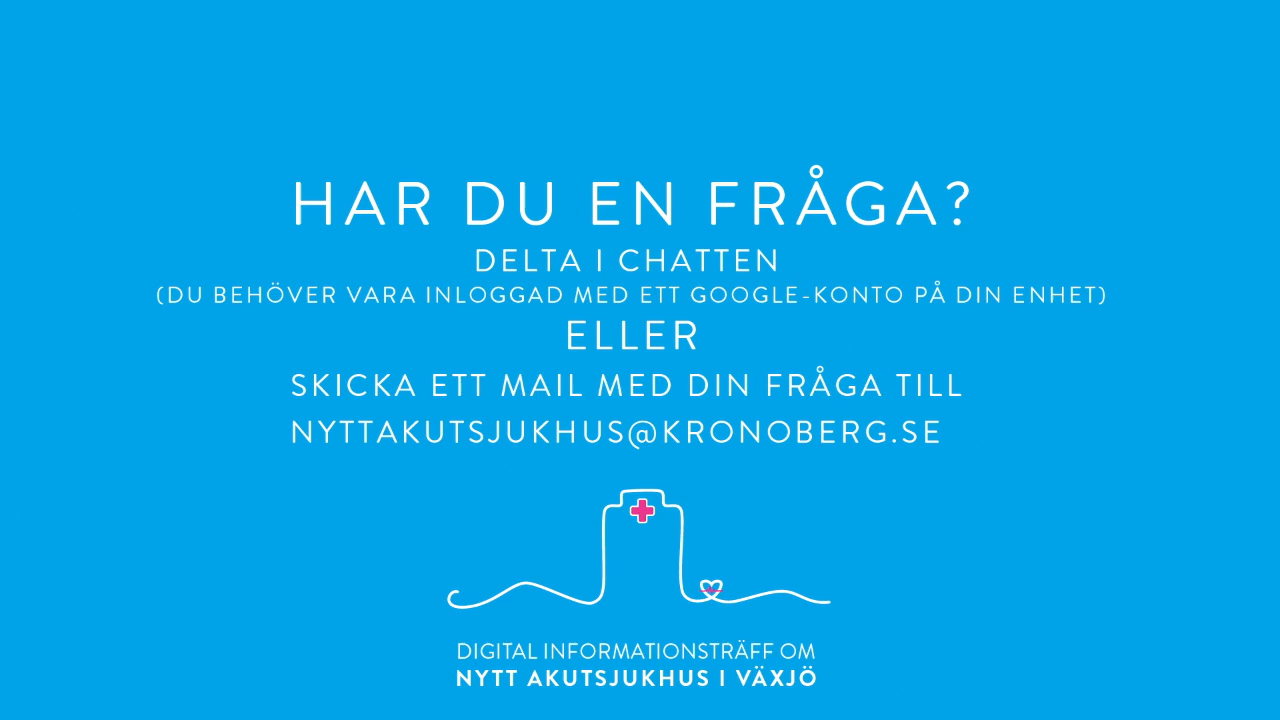 HAR DU EN FRÅGA?
DELTA I CHATTEN
(DU BEHÖVER VARA INLOGGAD MED ETT GOOGLE-KONTO PÅ DIN ENHET)
ELLER
SKICKA ETT MAIL MED DIN FRÅGA TILL
NYTTAKUTSJUKHUS@KRONOBERG.SE
DIGITAL INFORMATIONSTRÄFF OM
NYTT AKUTSJUKHUS I VÄXJÖ